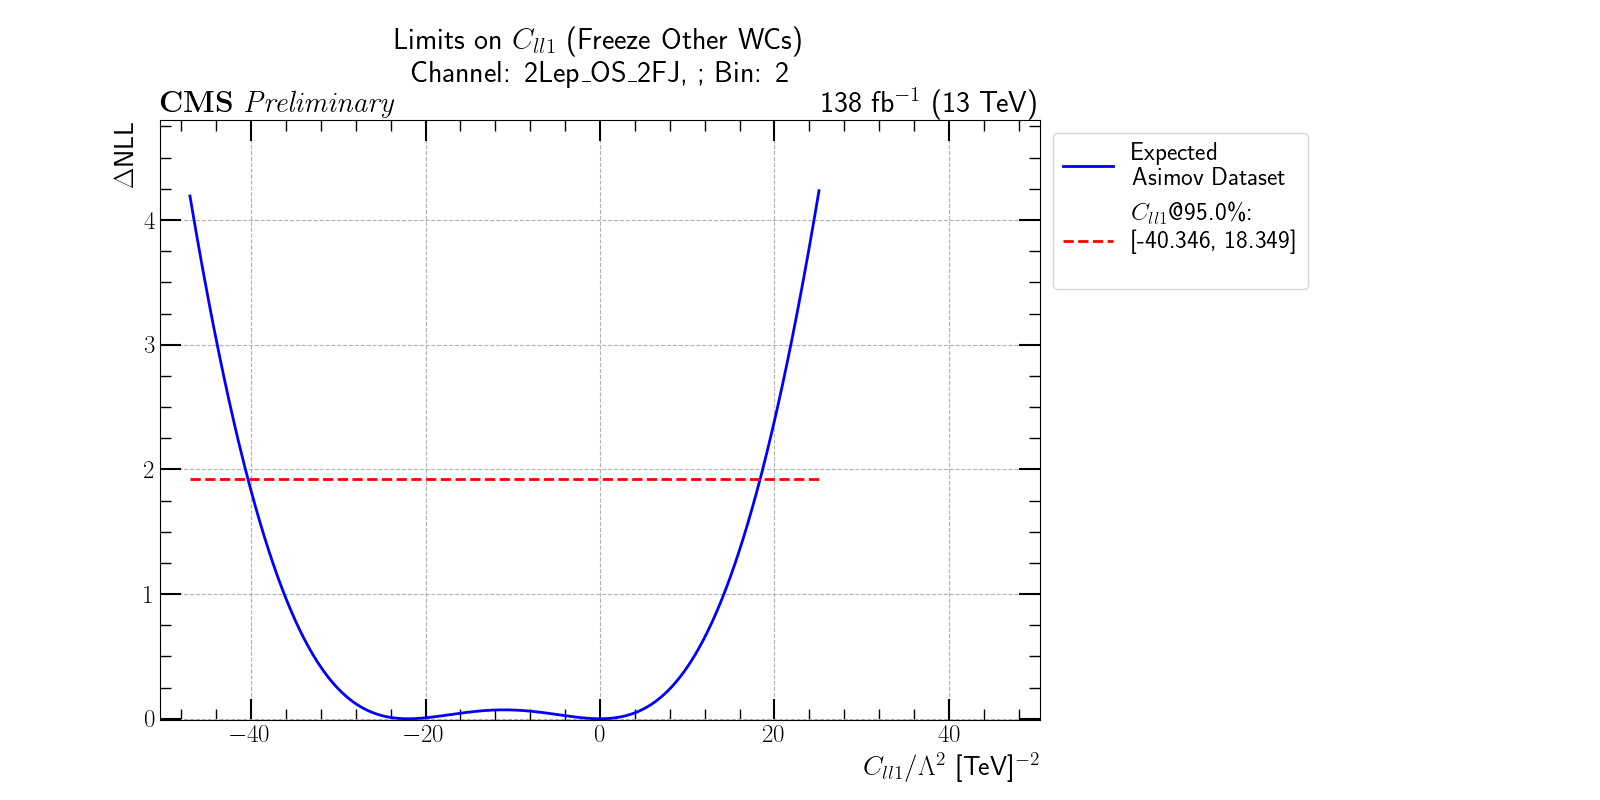 Limits on C_{ll1} (Freeze Other WCs)
Channel: 2Lep_OS_2FJ, ; Bin: 2
CMS Preliminary
138 fb^{-1} (13 TeV)
ΔNLL
4
3
2
1
0
−40
−20
0
20
40
C_{ll1}/Λ^2 [TeV]^{-2}
Expected
Asimov Dataset
C_{ll1}@95.0%:
[-40.346, 18.349]